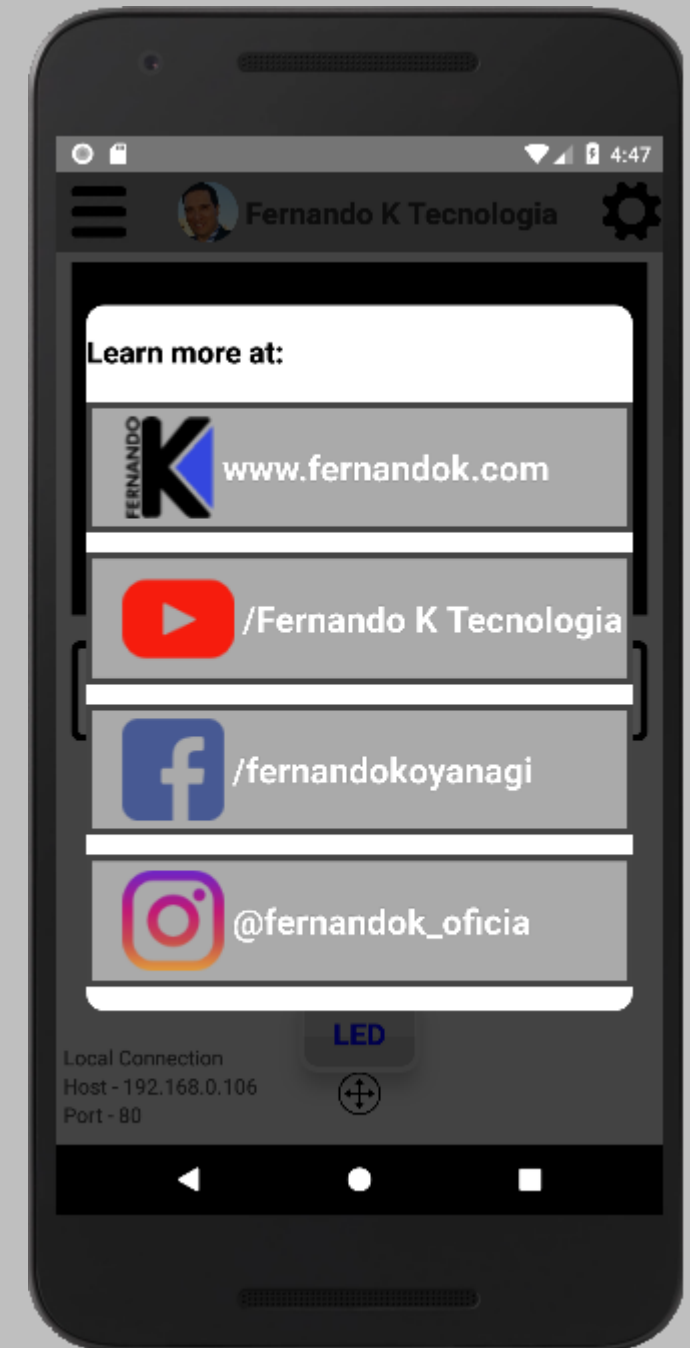 4:47
Fernando K Tecnologia
Learn more at:
FERNANDO K www.fernandok.com
/Fernando K Tecnologia
/fernandokoyanagi
@fernandok_oficia
LED
Local Connection
Host - 192.168.0.106
Port - 80